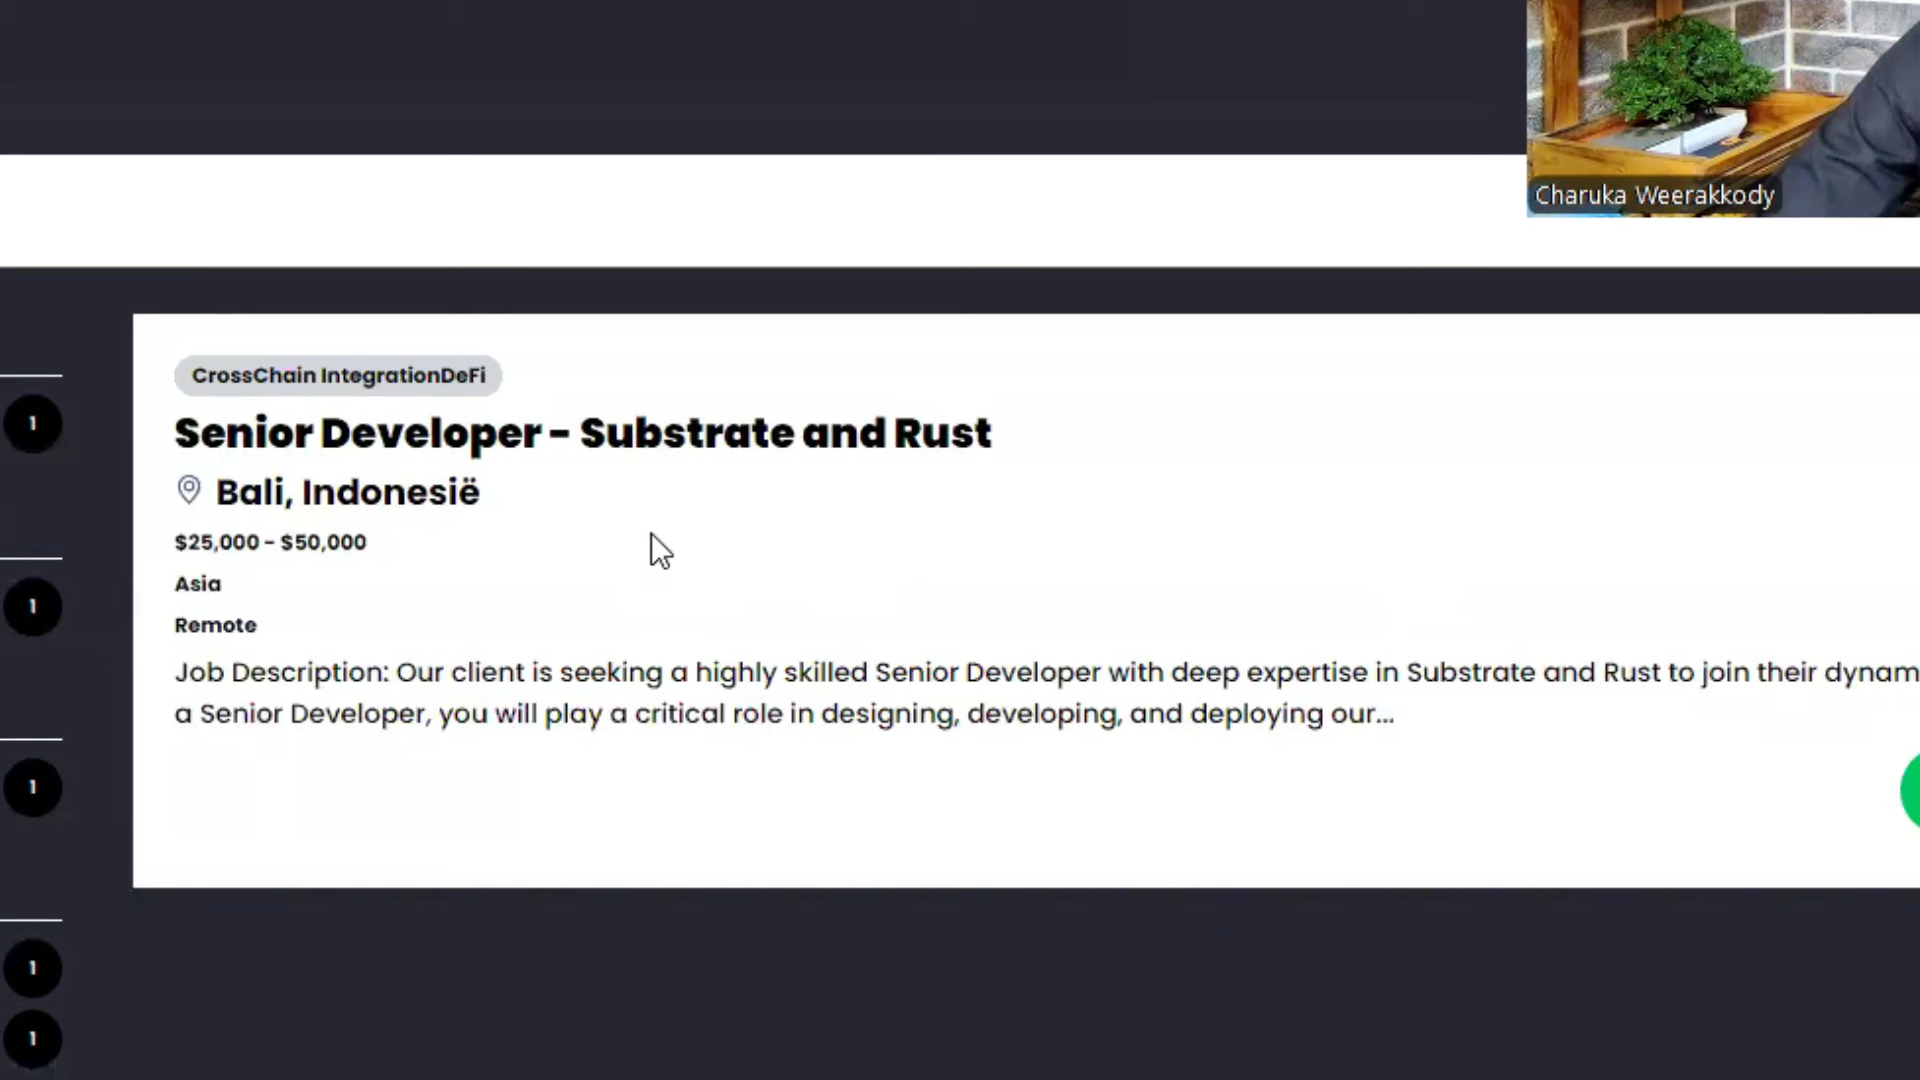 Charuka Weerakkody
CrossChain IntegrationDeFi
Senior Developer - Substrate and Rust
Bali, Indonesië
$25,000 - $50,000
Asia
Remote
Job Description: Our client is seeking a highly skilled Senior Developer with deep expertise in Substrate and Rust to join their dynam
a Senior Developer, you will play a critical role in designing, developing, and deploying our...
1
1
1
1
1